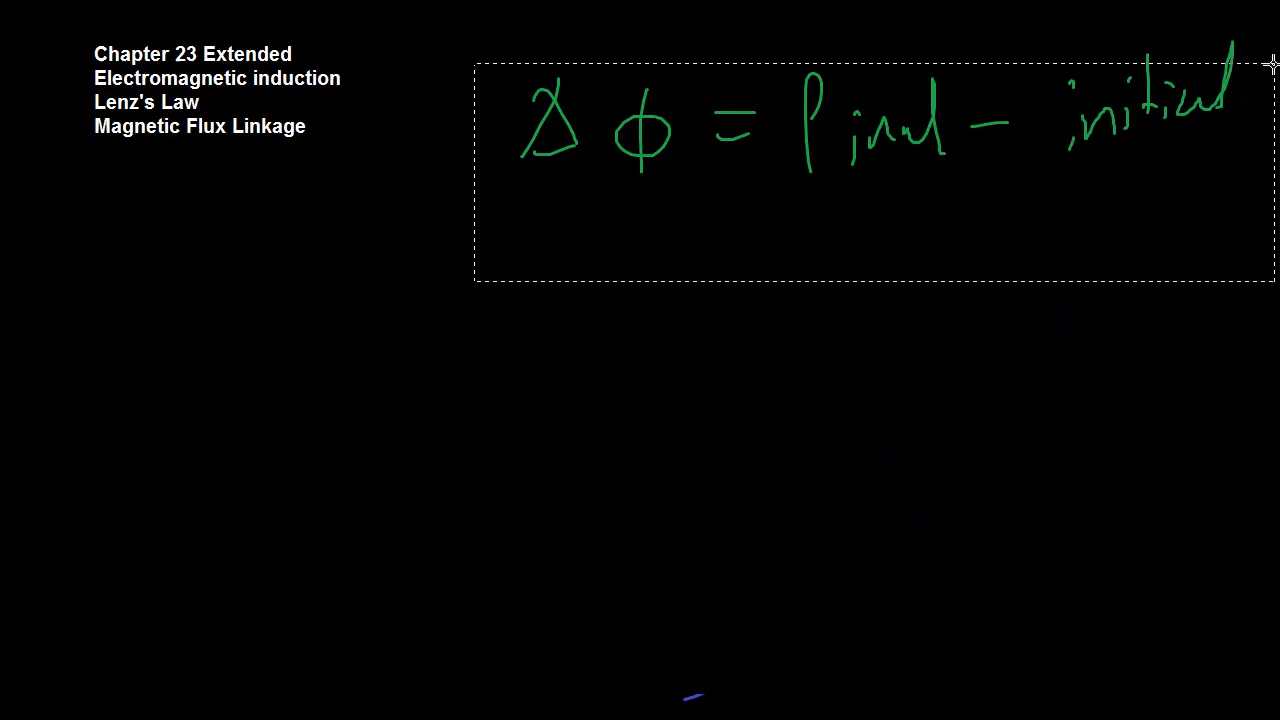 Chapter 23 Extended
Electromagnetic induction
Lenz's Law
Magnetic Flux Linkage
Δ ϕ = final - initial